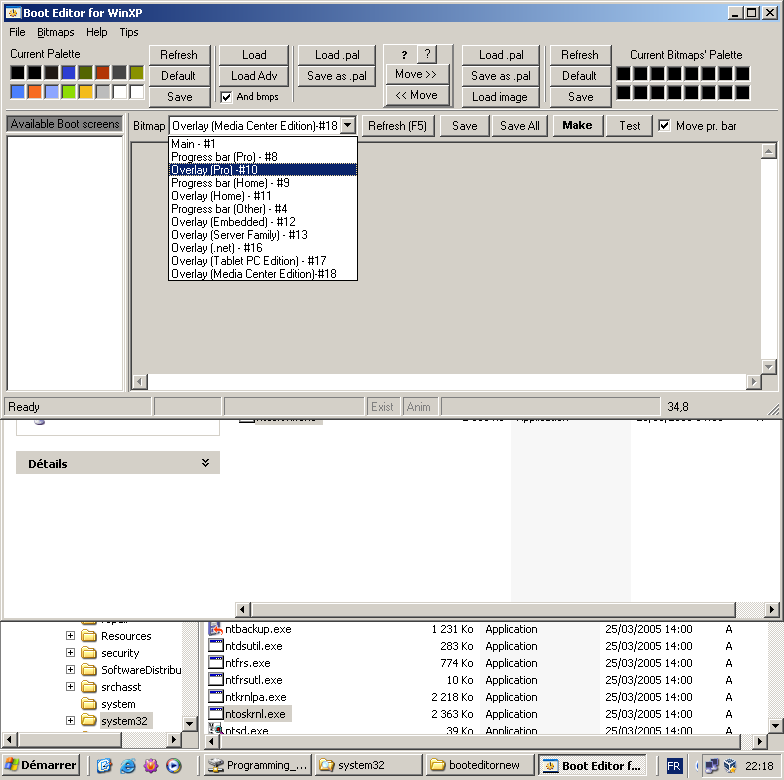 Boot Editor for WinXP
File Bitmaps Help Tips
Current Palette
Refresh
Default
Save
Load
Load Adv
And bmps
Load .pal
Save as .pal
? ?
Move >>
<< Move
Load .pal
Save as .pal
Load image
Refresh
Default
Save
Current Bitmaps' Palette
Available Boot screens
Bitmap Overlay (Media Center Edition)-#18 Refresh (F5) Save Save All Make Test Move pr. bar
Main - #1
Progress bar (Pro) - #8
Overlay (Pro) -#10
Progress bar (Home) - #9
Overlay (Home) - #11
Progress bar (Other) - #4
Overlay (Embedded) - #12
Overlay (Server Family) - #13
Overlay (.net) - #16
Overlay (Tablet PC Edition) - #17
Overlay (Media Center Edition)-#18
Ready Exist Anim 34,8
Détails
Resources
security
SoftwareDistribu
srchasst
system
system32
ntbackup.exe 1 231 Ko Application 25/03/2005 14:00 A
ntdsutil.exe 283 Ko Application 25/03/2005 14:00 A
ntfrs.exe 774 Ko Application 25/03/2005 14:00 A
ntfrsutl.exe 10 Ko Application 25/03/2005 14:00 A
ntkrnlpa.exe 2 218 Ko Application 25/03/2005 14:00 A
ntoskrnl.exe 2 363 Ko Application 25/03/2005 14:00 A
ntsd.exe 39 Ko Application 25/03/2005 14:00 A
Démarrer Programming_... system32 booteditornew Boot Editor f... FR 22:18